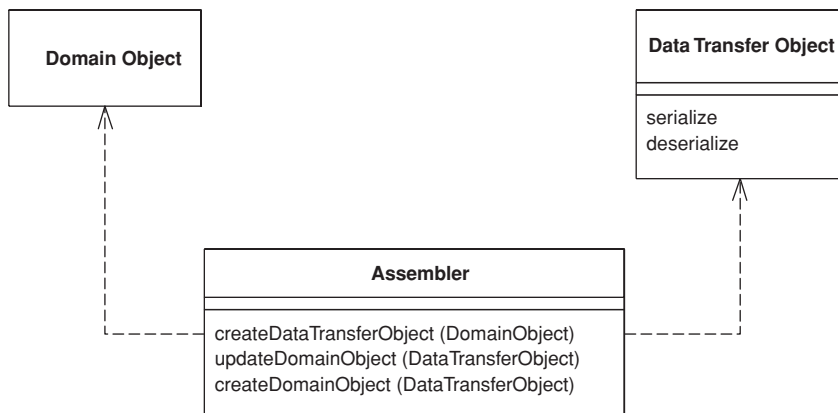 Domain Object
Data Transfer Object
serialize
deserialize
Assembler
createDataTransferObject (DomainObject)
updateDomainObject (DataTransferObject)
createDomainObject (DataTransferObject)